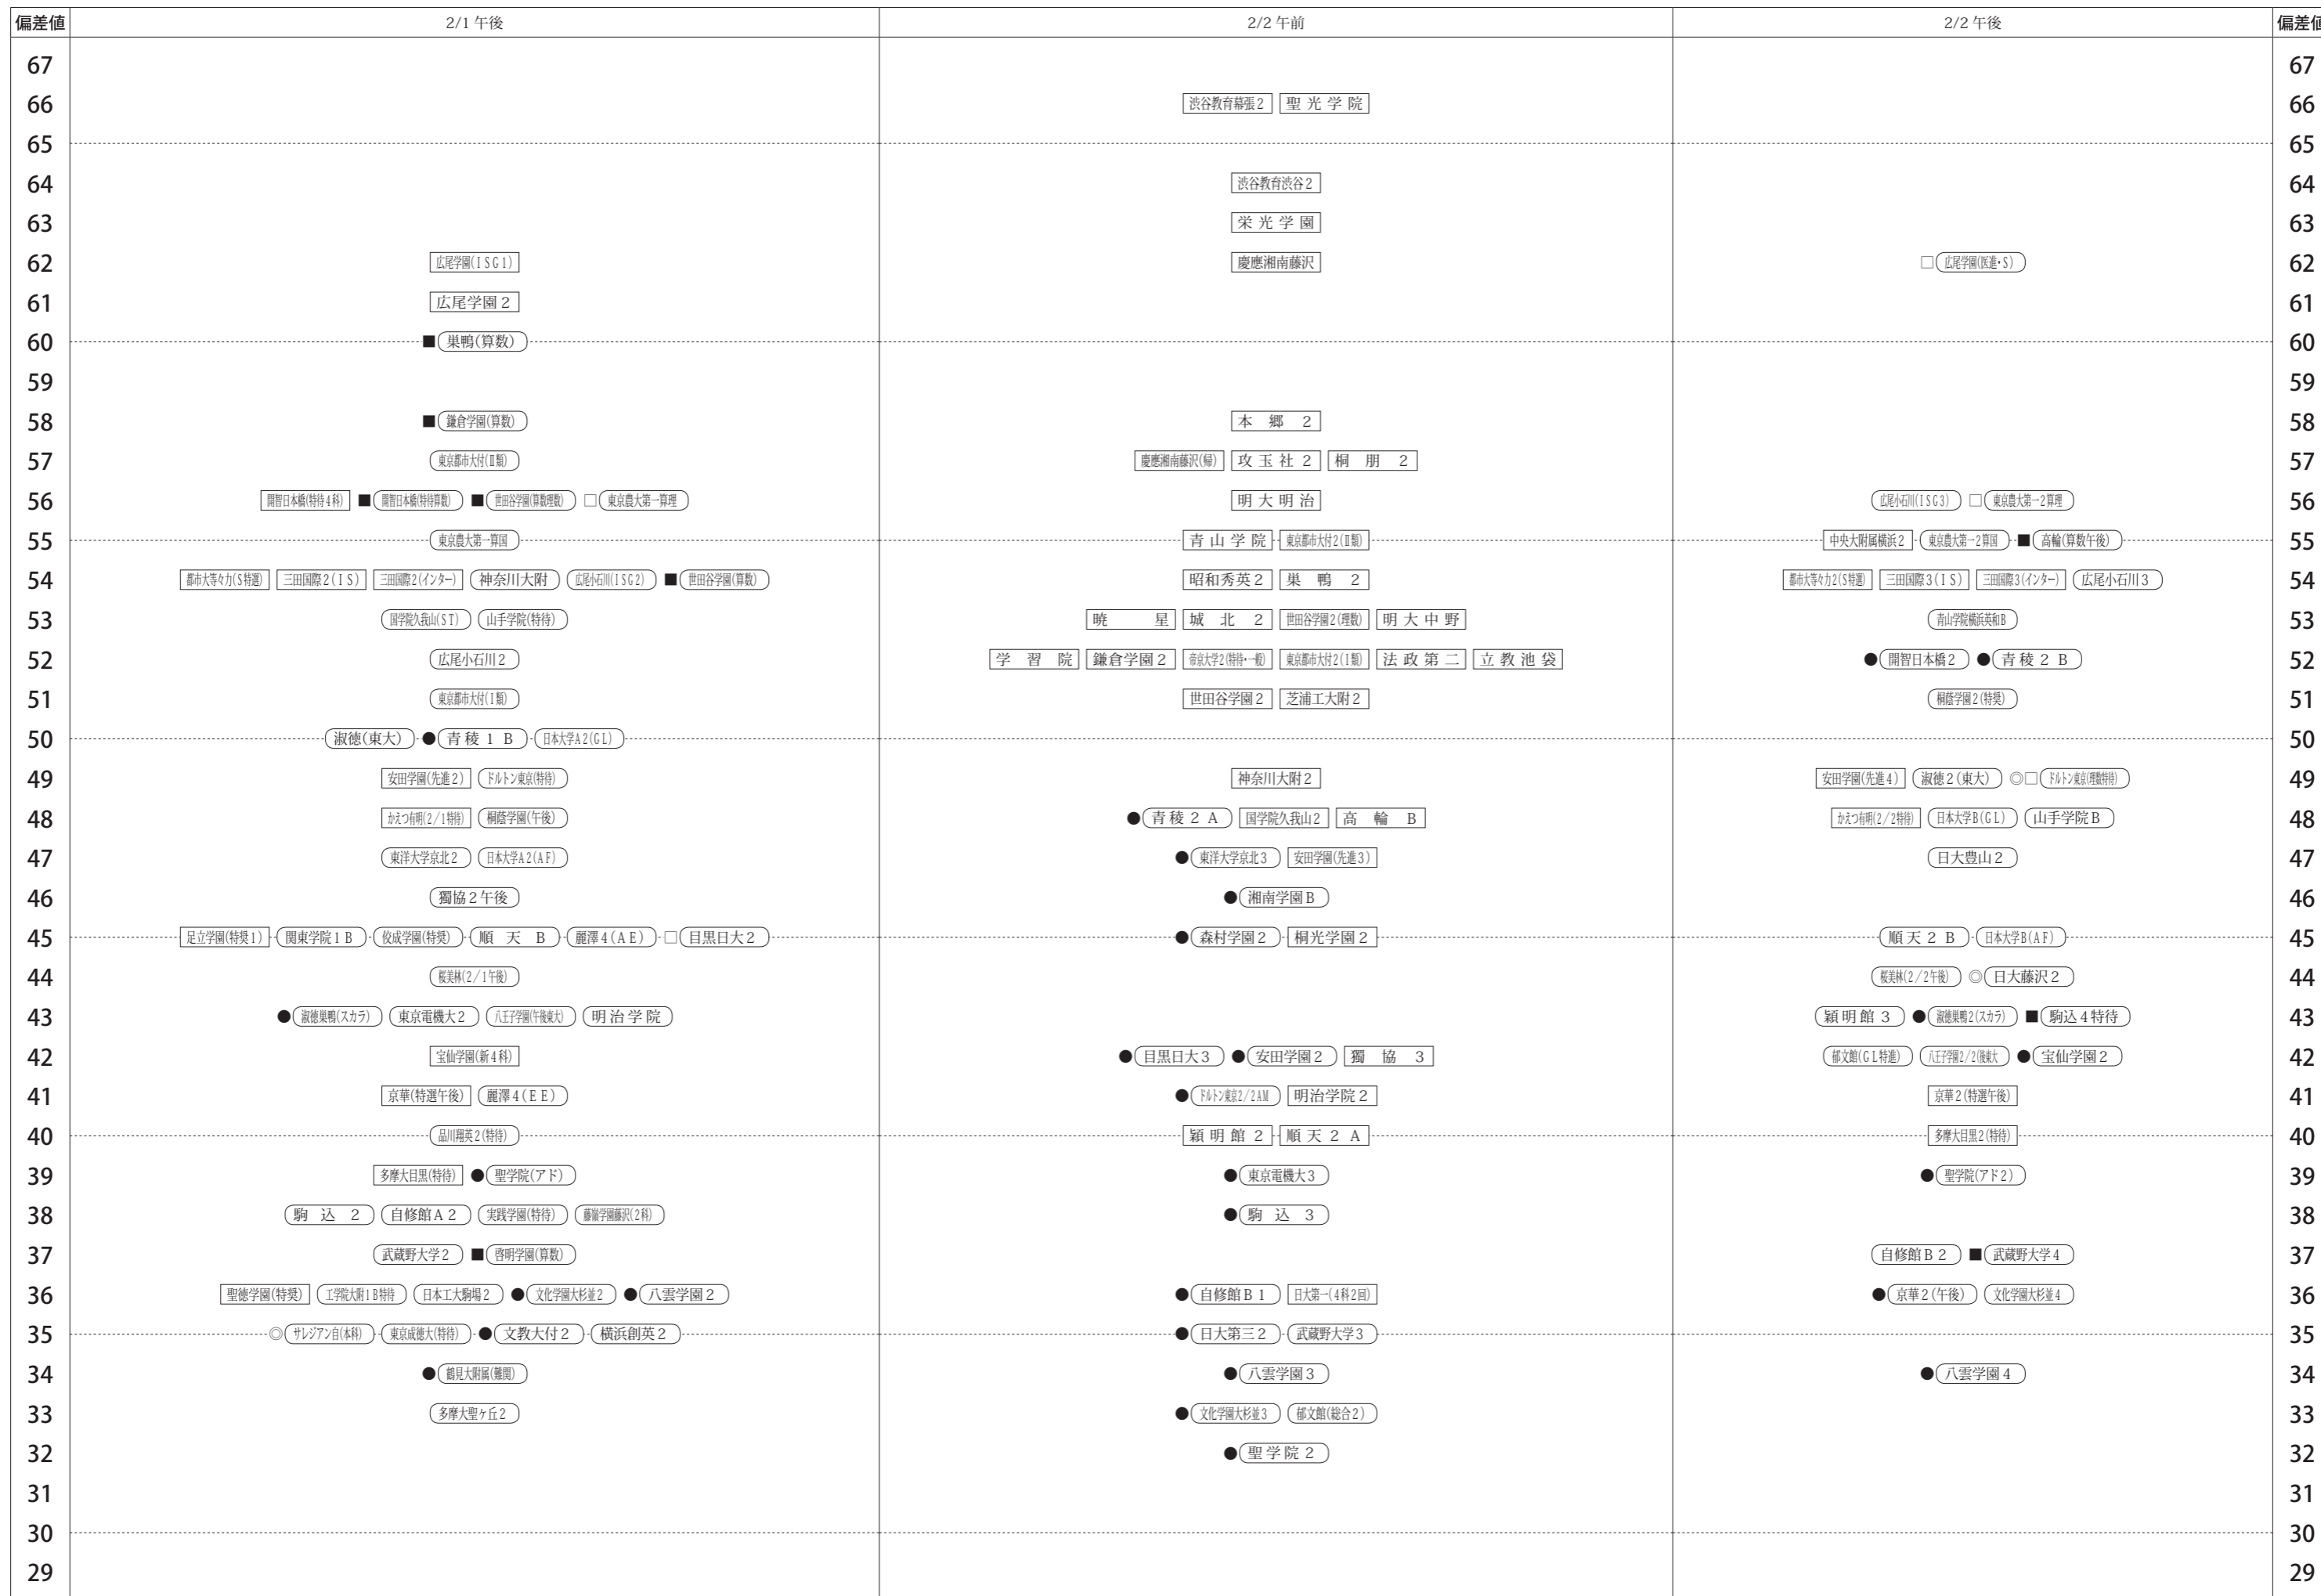 偏差値 2/1 午後 2/2 午前 2/2 午後 偏差値
67 67
66 渋谷教育幕張2 聖光学院 66
65 65
64 渋谷教育渋谷2 64
63 栄光学園 63
62 広尾学園(ISG1) 慶應湘南藤沢 □広尾学園(医進・S) 62
61 広尾学園2 61
60 ■巣鴨(算数) 60
59 59
58 ■鎌倉学園(算数) 本郷2 58
57 東京都市大付(Ⅱ類) 慶應湘南藤沢(帰) 攻玉社2 桐朋2 57
56 開智日本橋(特待4科) ■開智日本橋(特待算数) ■世田谷学園(算数理数) □東京農大第一算理 明大明治 広尾小石川(ISG3) □東京農大第一2算理 56
55 東京農大第一算国 青山学院 東京都市大付2(Ⅱ類) 中央大附属横浜2 東京農大第一2算国 ■高輪(算数午後) 55
54 都市大等々力(S特選) 三田国際2(IS) 三田国際2(インター) 神奈川大附 広尾小石川(ISG2) ■世田谷学園(算数) 昭和秀英2 巣鴨2 都市大等々力2(S特選) 三田国際3(IS) 三田国際3(インター) 広尾小石川3 54
53 国学院久我山(ST) 山手学院(特待) 暁星 城北2 世田谷学園2(理数) 明大中野 青山学院横浜英和B 53
52 広尾小石川2 学習院 鎌倉学園2 帝京大学2(特待・一般) 東京都市大付2(Ⅰ類) 法政第二 立教池袋 ●開智日本橋2 ●青稜2B 52
51 東京都市大付(Ⅰ類) 世田谷学園2 芝浦工大附2 桐蔭学園2(特奨) 51
50 淑徳(東大) ●青稜1B 日本大学A2(GL) 50
49 安田学園(先進2) ドルトン東京(特待) 神奈川大附2 安田学園(先進4) 淑徳2(東大) ◎□ドルトン東京(理数特待) 49
48 かえつ有明(2/1特待) 桐蔭学園(午後) ●青稜2A 国学院久我山2 高輪B かえつ有明(2/2特待) 日本大学B(GL) 山手学院B 48
47 東洋大学京北2 日本大学A2(AF) ●東洋大学京北3 安田学園(先進3) 日大豊山2 47
46 獨協2午後 ●湘南学園B 46
45 足立学園(特奨1) 関東学院1B 佼成学園(特奨) 順天B 麗澤4(AE) □目黒日大2 ●森村学園2 桐光学園2 順天2B 日本大学B(AF) 45
44 桜美林(2/1午後) 桜美林(2/2午後) ◎日大藤沢2 44
43 ●淑徳巣鴨(スカラ) 東京電機大2 八王子学園(午後東大) 明治学院 穎明館3 ●淑徳巣鴨2(スカラ) ■駒込4特待 43
42 宝仙学園(新4科) ●目黒日大3 ●安田学園2 獨協3 郁文館(GL特進) 八王子学園2/2(後東大 ●宝仙学園2 42
41 京華(特選午後) 麗澤4(EE) ●ドルトン東京2/2AM 明治学院2 京華2(特選午後) 41
40 品川翔英2(特待) 穎明館2 順天2A 多摩大目黒2(特待) 40
39 多摩大目黒(特待) ●聖学院(アド) ●東京電機大3 ●聖学院(アド2) 39
38 駒込2 自修館A2 実践学園(特待) 藤嶺学園藤沢(2科) ●駒込3 38
37 武蔵野大学2 ■啓明学園(算数) 自修館B2 ■武蔵野大学4 37
36 聖徳学園(特奨) 工学院大附1B特待 日本工大駒場2 ●文化学園大杉並2 ●八雲学園2 ●自修館B1 日大第一(4科2回) ●京華2(午後) 文化学園大杉並4 36
35 ◎サレジアン自(本科) 東京成徳大(特待) ●文教大付2 横浜創英2 ●日大第三2 武蔵野大学3 35
34 ●鶴見大附属(難関) ●八雲学園3 ●八雲学園4 34
33 多摩大聖ヶ丘2 ●文化学園大杉並3 郁文館(総合2) 33
32 ●聖学院2 32
31 31
30 30
29 29